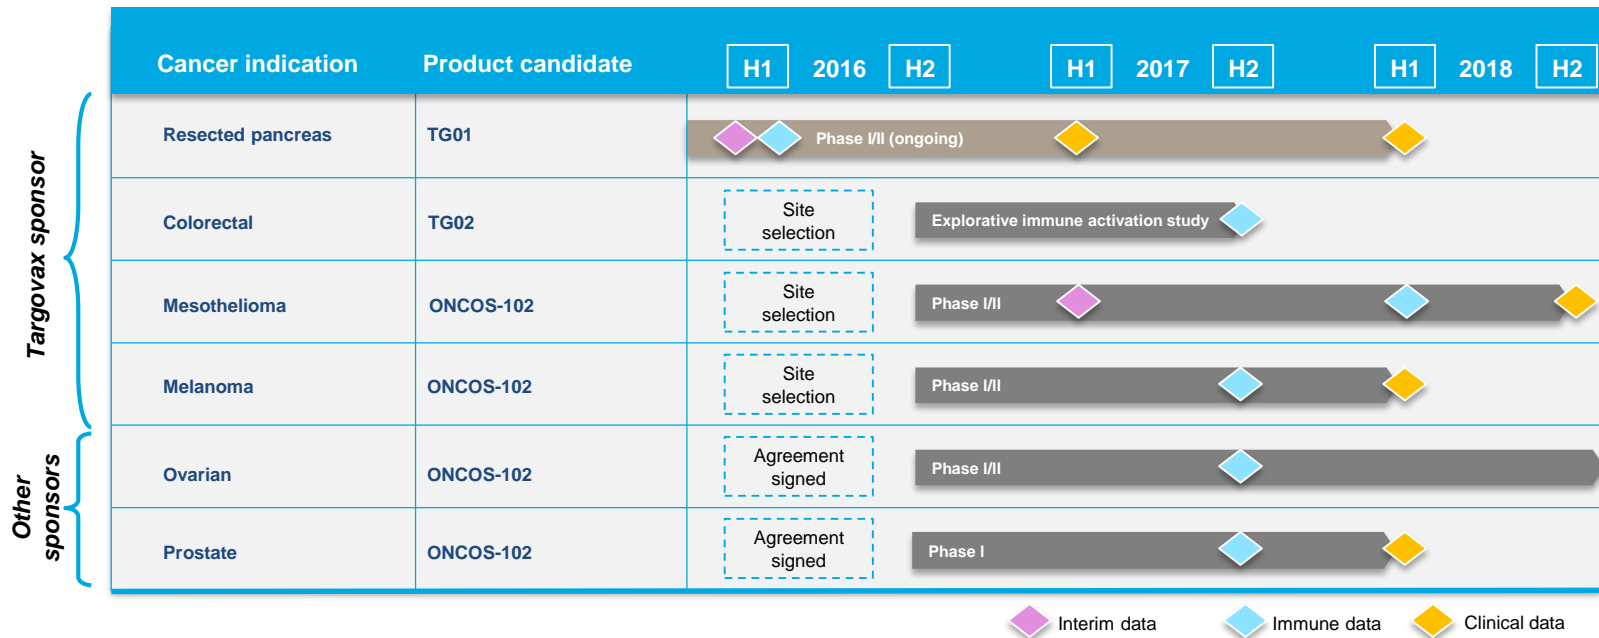 Cancer indication Product candidate H1 2016 H2 H1 2017 H2 H1 2018 H2
Targovax sponsor
Resected pancreas TG01 Phase I/II (ongoing)
Colorectal TG02 Site
selection Explorative immune activation study
Mesothelioma ONCOS-102 Site
selection Phase I/II
Melanoma ONCOS-102 Site
selection Phase I/II
Other
sponsors
Ovarian ONCOS-102 Agreement
signed Phase I/II
Prostate ONCOS-102 Agreement
signed Phase I
Interim data Immune data Clinical data